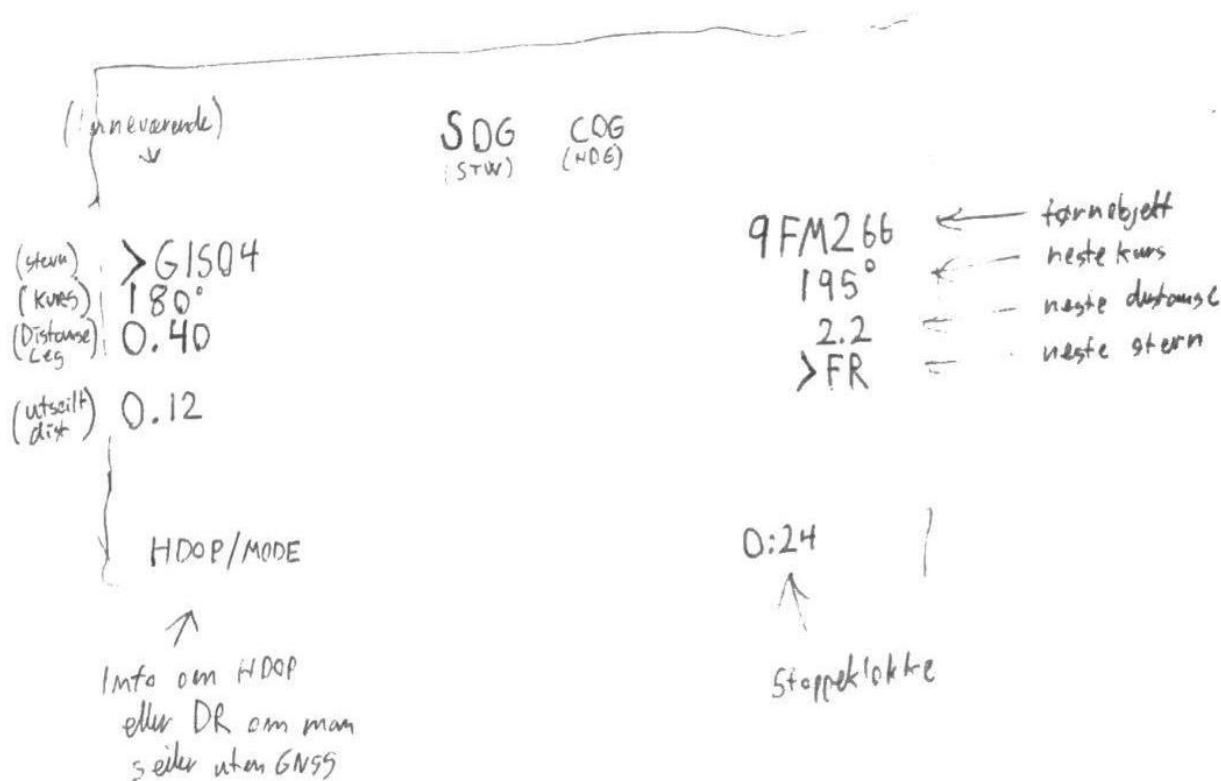 (nåneværende)
SOG COG
(STW) (HDG)
9FM266 ← tørnobjekt
(stevn) >GISO4
195° ← neste kurs
(kurs) 180°
2.2 ← neste distanse
(Distanse Leg) 0.40
>FR ← neste stevn
(utseilt dist) 0.12
HDOP/MODE
0:24
Info om HDOP
eller DR om man
seiler uten GNSS
Stoppeklokke